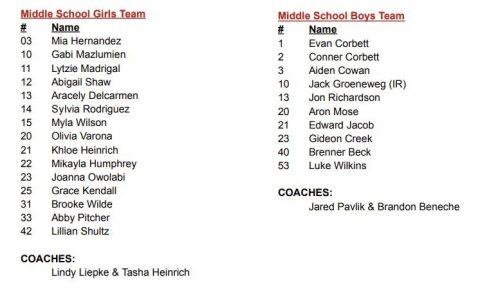 Middle School Girls Team
# Name
03 Mia Hernandez
10 Gabi Mazlumien
11 Lytzie Madrigal
12 Abigail Shaw
13 Aracely Delcarmen
14 Sylvia Rodriguez
15 Myla Wilson
20 Olivia Varona
21 Khloe Heinrich
22 Mikayla Humphrey
23 Joanna Owolabi
25 Grace Kendall
31 Brooke Wilde
33 Abby Pitcher
42 Lillian Shultz
COACHES:
Lindy Liepke & Tasha Heinrich
Middle School Boys Team
# Name
1 Evan Corbett
2 Conner Corbett
3 Aiden Cowan
10 Jack Groeneweg (IR)
13 Jon Richardson
20 Aron Mose
21 Edward Jacob
23 Gideon Creek
40 Brenner Beck
53 Luke Wilkins
COACHES:
Jared Pavlik & Brandon Beneche